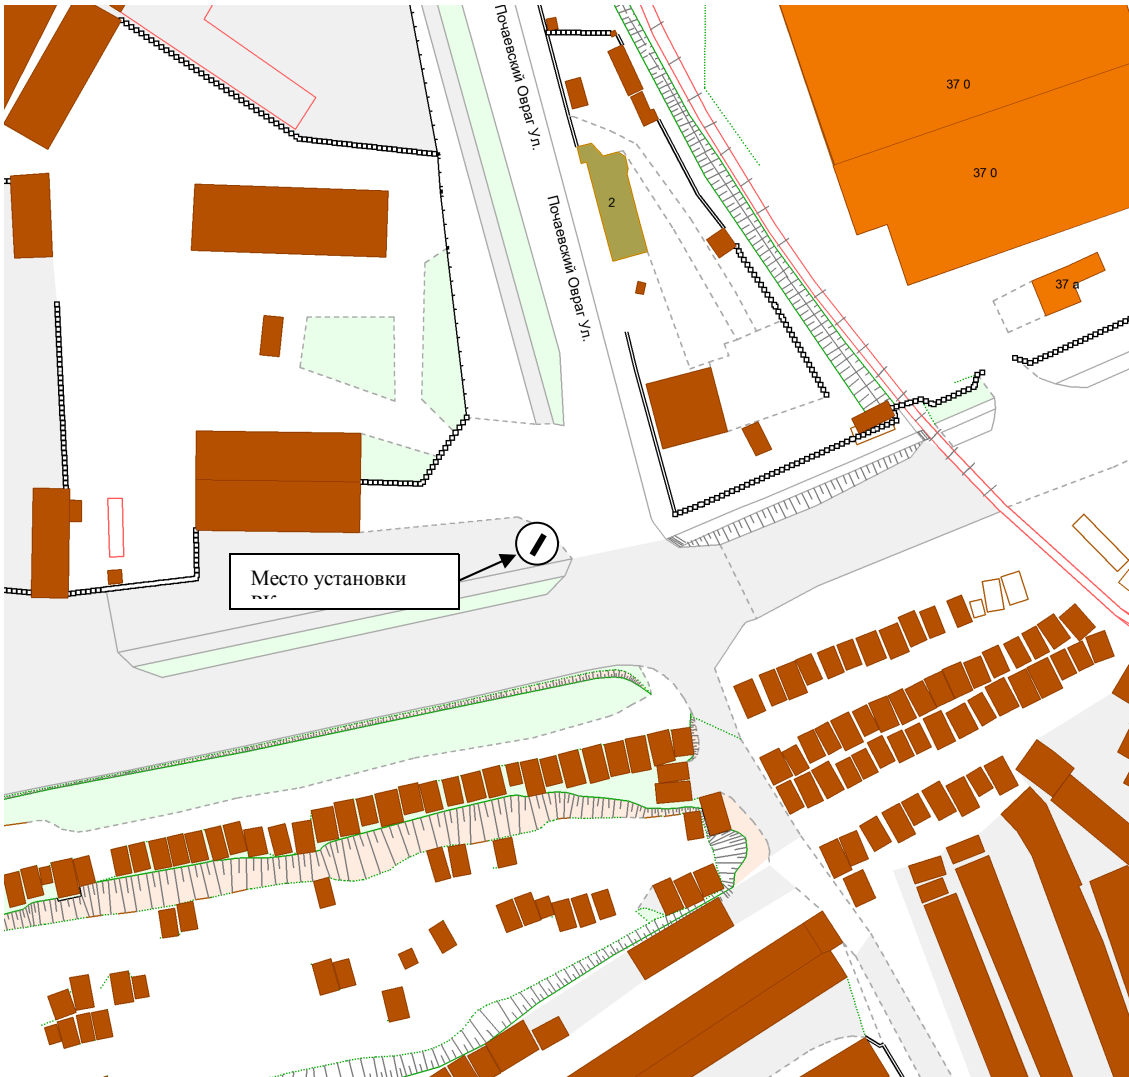 Почаевский Овраг Ул.
37 0
37 0
2
Почаевский Овраг Ул.
37 а
Место установки